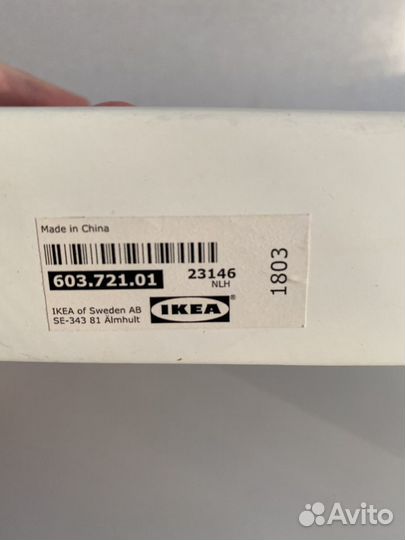 Made in China
603.721.01
23146
NLH
IKEA of Sweden AB
SE-343 81 Älmhult
IKEA®
1803
Avito